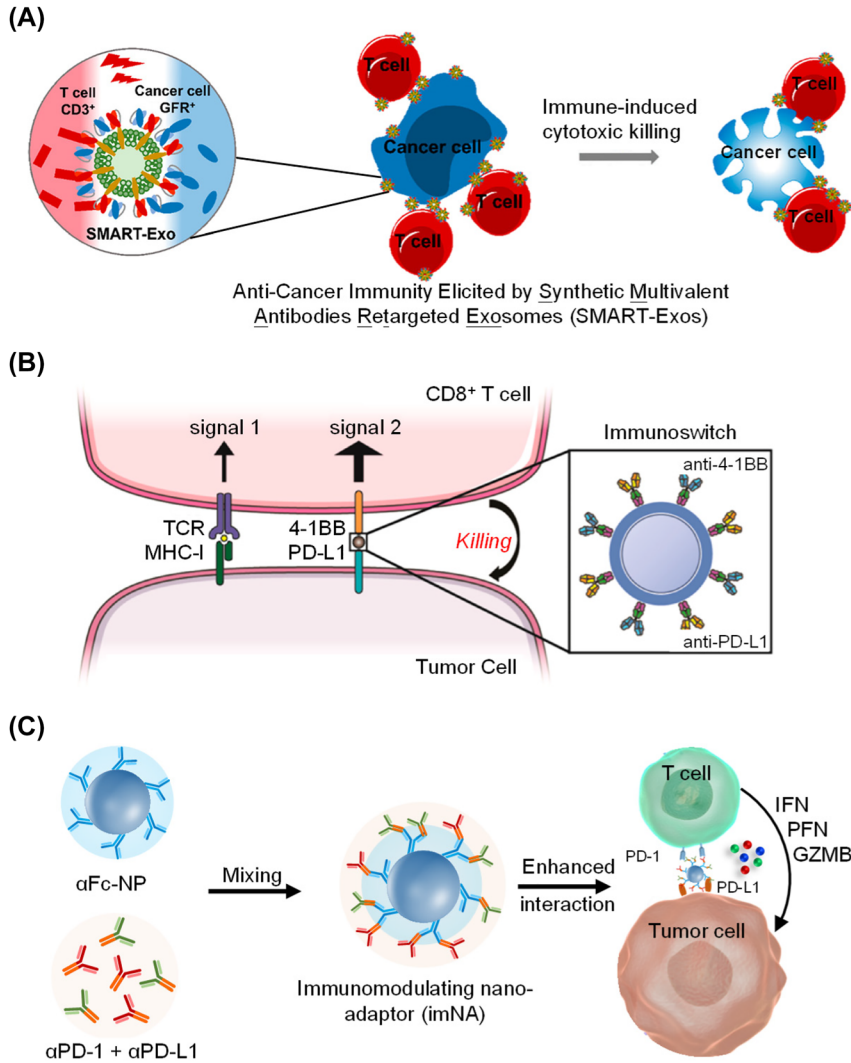 (A)
T cell
CD3⁺
Cancer cell
GFR⁺
SMART-Exo
T cell
Cancer cell
T cell
T cell
Immune-induced
cytotoxic killing
T cell
Cancer cell
T cell
Anti-Cancer Immunity Elicited by Synthetic Multivalent
Antibodies Retargeted Exosomes (SMART-Exos)
(B)
CD8⁺ T cell
signal 1
signal 2
TCR
MHC-I
4-1BB
PD-L1
Killing
Tumor Cell
Immunoswitch
anti-4-1BB
anti-PD-L1
(C)
αFc-NP
αPD-1 + αPD-L1
Mixing
Immunomodulating nano-
adaptor (imNA)
Enhanced
interaction
T cell
PD-1
PD-L1
Tumor cell
IFN
PFN
GZMB